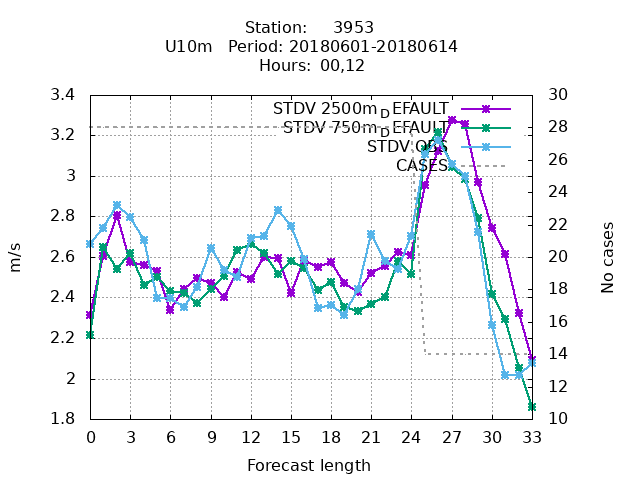 Station: 3953
U10m Period: 20180601-20180614
Hours: 00,12
3.4
3.2
3
2.8
2.6
2.4
2.2
2
1.8
m/s
STDV 2500m_DEFAULT
STDV 750m_DEFAULT
STDV OBS
CASES
30
28
26
24
22
20
18
16
14
12
10
No cases
0 3 6 9 12 15 18 21 24 27 30 33
Forecast length